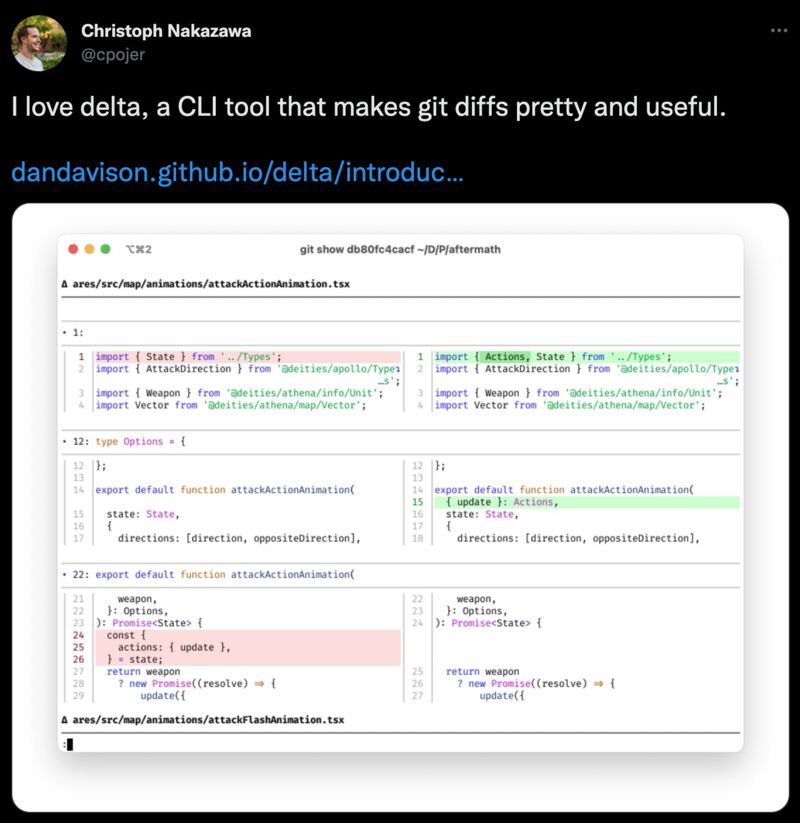 Christoph Nakazawa
@cpojer
I love delta, a CLI tool that makes git diffs pretty and useful.
dandavison.github.io/delta/introduc…
⌥⌘2
git show db80fc4cacf ~/D/P/aftermath
Δ ares/src/map/animations/attackActionAnimation.tsx
• 1:
1 import { State } from '../Types';
2 import { AttackDirection } from '@deities/apollo/Type↴
…s';
3 import { Weapon } from '@deities/athena/info/Unit';
4 import Vector from '@deities/athena/map/Vector';
1 import { Actions, State } from '../Types';
2 import { AttackDirection } from '@deities/apollo/Type↴
…s';
3 import { Weapon } from '@deities/athena/info/Unit';
4 import Vector from '@deities/athena/map/Vector';
• 12: type Options = {
12 };
13
14 export default function attackActionAnimation(
15 state: State,
16 {
17 directions: [direction, oppositeDirection],
12 };
13
14 export default function attackActionAnimation(
15 { update }: Actions,
16 state: State,
17 {
18 directions: [direction, oppositeDirection],
• 22: export default function attackActionAnimation(
21 weapon,
22 }: Options,
23 ): Promise<State> {
24 const {
25 actions: { update },
26 } = state;
27 return weapon
28 ? new Promise((resolve) ⇒ {
29 update({
22 weapon,
23 }: Options,
24 ): Promise<State> {
25 return weapon
26 ? new Promise((resolve) ⇒ {
27 update({
Δ ares/src/map/animations/attackFlashAnimation.tsx
: